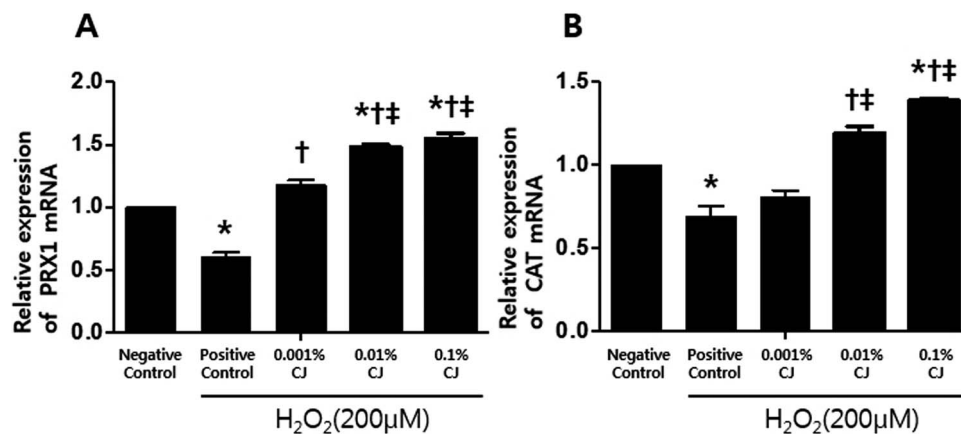 A
Relative expression
of PRX1 mRNA
2.0
1.5
1.0
0.5
0.0
*
†
*†‡
*†‡
Negative
Control
Positive
Control
0.001%
CJ
0.01%
CJ
0.1%
CJ
H₂O₂(200μM)
B
Relative expression
of CAT mRNA
1.5
1.0
0.5
0.0
*
†‡
*†‡
Negative
Control
Positive
Control
0.001%
CJ
0.01%
CJ
0.1%
CJ
H₂O₂(200μM)